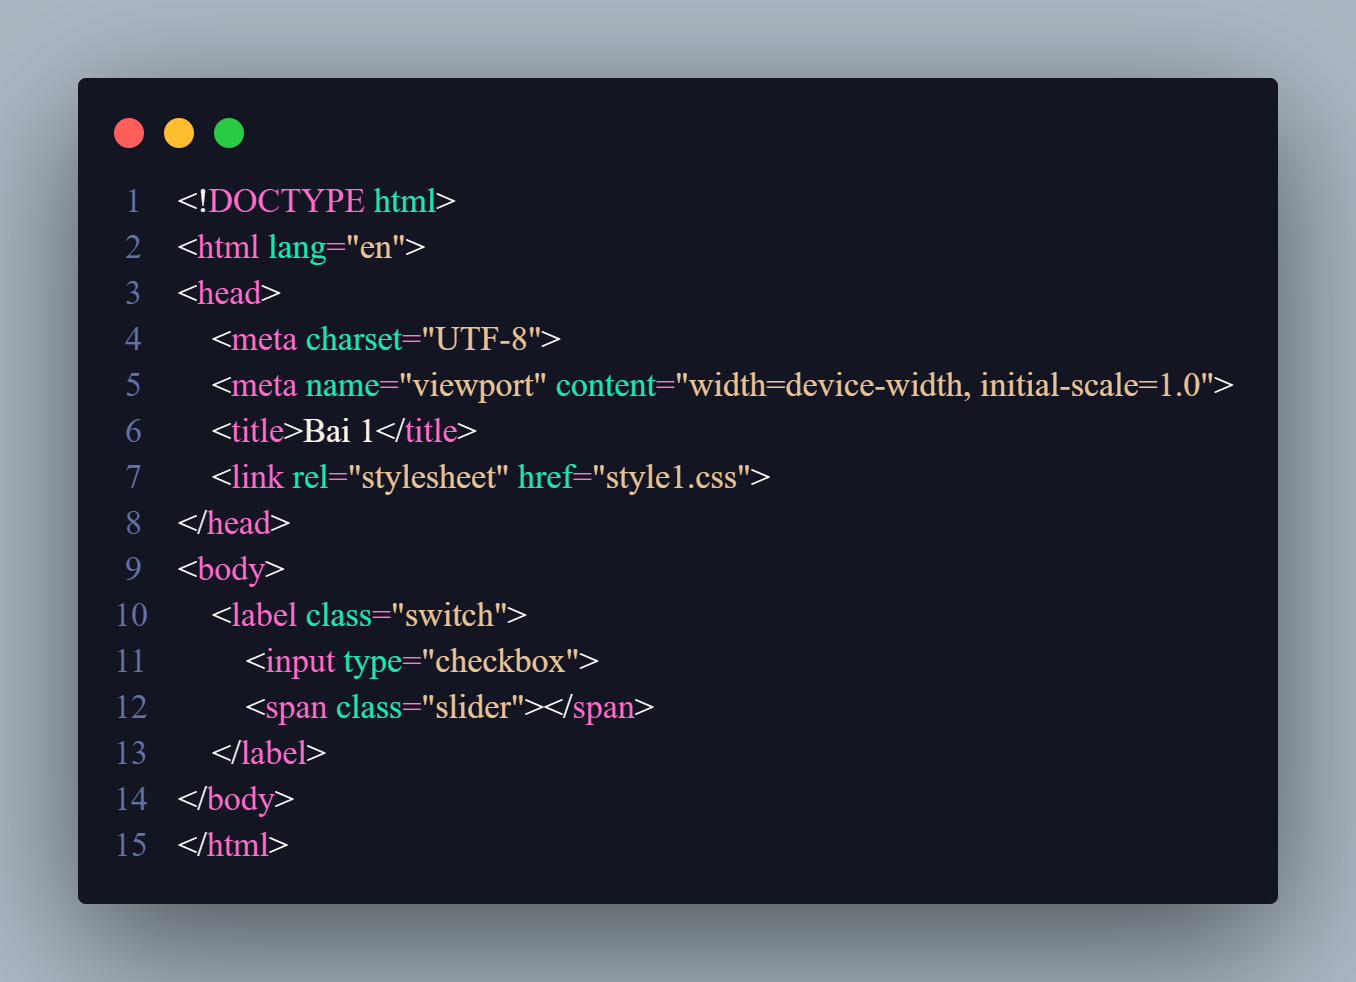 1 <!DOCTYPE html>
2 <html lang="en">
3 <head>
4     <meta charset="UTF-8">
5     <meta name="viewport" content="width=device-width, initial-scale=1.0">
6     <title>Bai 1</title>
7     <link rel="stylesheet" href="style1.css">
8 </head>
9 <body>
10     <label class="switch">
11         <input type="checkbox">
12         <span class="slider"></span>
13     </label>
14 </body>
15 </html>